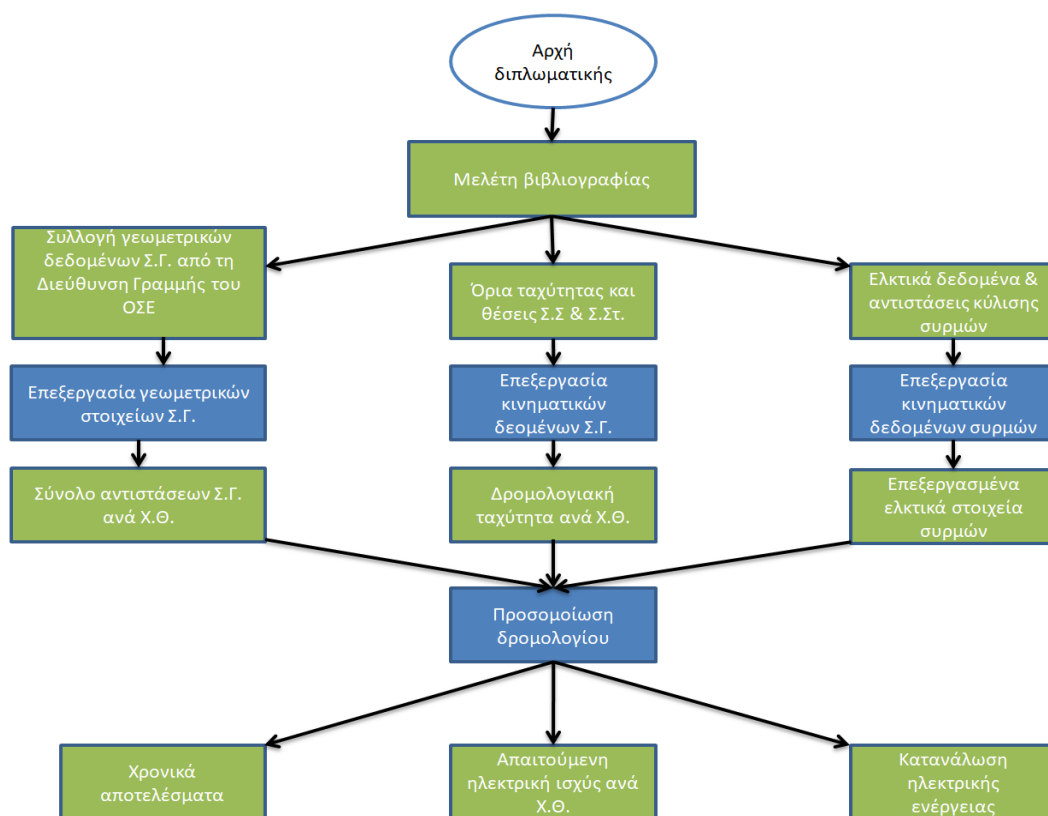 Αρχή
διπλωματικής
Μελέτη βιβλιογραφίας
Συλλογή γεωμετρικών
δεδομένων Σ.Γ. από τη
Διεύθυνση Γραμμής του
ΟΣΕ
Όρια ταχύτητας και
θέσεις Σ.Σ & Σ.Στ.
Ελκτικά δεδομένα &
αντιστάσεις κύλισης
συρμών
Επεξεργασία γεωμετρικών
στοιχείων Σ.Γ.
Επεξεργασία
κινηματικών
δεομένων Σ.Γ.
Επεξεργασία
κινηματικών
δεδομένων συρμών
Σύνολο αντιστάσεων Σ.Γ.
ανά Χ.Θ.
Δρομολογιακή
ταχύτητα ανά Χ.Θ.
Επεξεργασμένα
ελκτικά στοιχεία
συρμών
Προσομοίωση
δρομολογίου
Χρονικά
αποτελέσματα
Απαιτούμενη
ηλεκτρική ισχύς ανά
Χ.Θ.
Κατανάλωση
ηλεκτρικής
ενέργειας